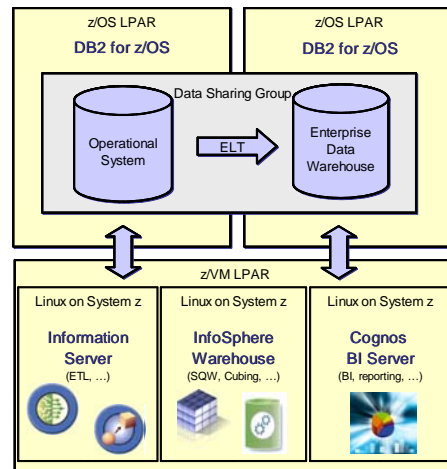 z/OS LPAR
DB2 for z/OS
z/OS LPAR
DB2 for z/OS
Data Sharing Group
Operational
System
ELT
Enterprise
Data
Warehouse
z/VM LPAR
Linux on System z
Information
Server
(ETL, ...)
Linux on System z
InfoSphere
Warehouse
(SQW, Cubing, ...)
Linux on System z
Cognos
BI Server
(BI, reporting, ...)